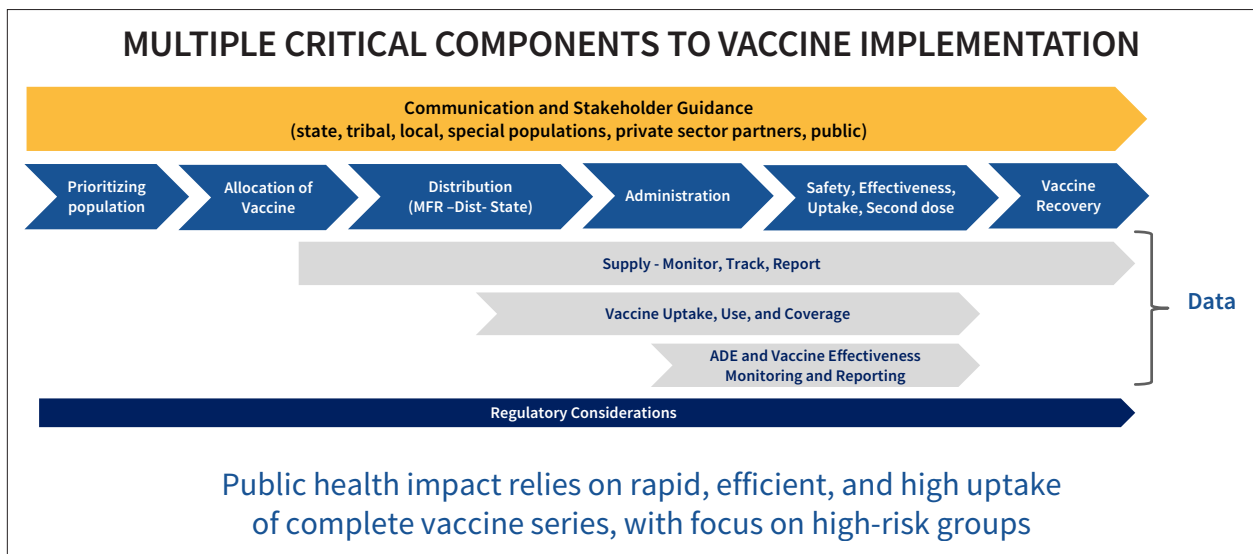 MULTIPLE CRITICAL COMPONENTS TO VACCINE IMPLEMENTATION
Communication and Stakeholder Guidance
(state, tribal, local, special populations, private sector partners, public)
Prioritizing
population
Allocation of
Vaccine
Distribution
(MFR –Dist- State)
Administration
Safety, Effectiveness,
Uptake, Second dose
Vaccine
Recovery
Supply - Monitor, Track, Report
Vaccine Uptake, Use, and Coverage
ADE and Vaccine Effectiveness
Monitoring and Reporting
Data
Regulatory Considerations
Public health impact relies on rapid, efficient, and high uptake
of complete vaccine series, with focus on high-risk groups